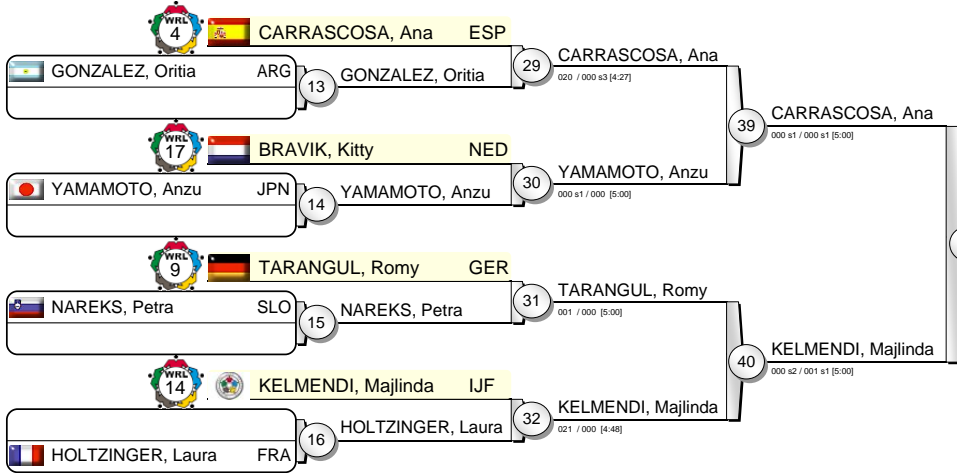 WRL 4 CARRASCOSA, Ana ESP
GONZALEZ, Oritia ARG
13 GONZALEZ, Oritia
29 CARRASCOSA, Ana
020 / 000 s3 [4:27]
39 CARRASCOSA, Ana
000 s1 / 000 s1 [5:00]
WRL 17 BRAVIK, Kitty NED
YAMAMOTO, Anzu JPN
14 YAMAMOTO, Anzu
30 YAMAMOTO, Anzu
000 s1 / 000 [5:00]
WRL 9 TARANGUL, Romy GER
NAREKS, Petra SLO
15 NAREKS, Petra
31 TARANGUL, Romy
001 / 000 [5:00]
40 KELMENDI, Majlinda
000 s2 / 001 s1 [5:00]
WRL 14 KELMENDI, Majlinda IJF
HOLTZINGER, Laura FRA
16 HOLTZINGER, Laura
32 KELMENDI, Majlinda
021 / 000 [4:48]